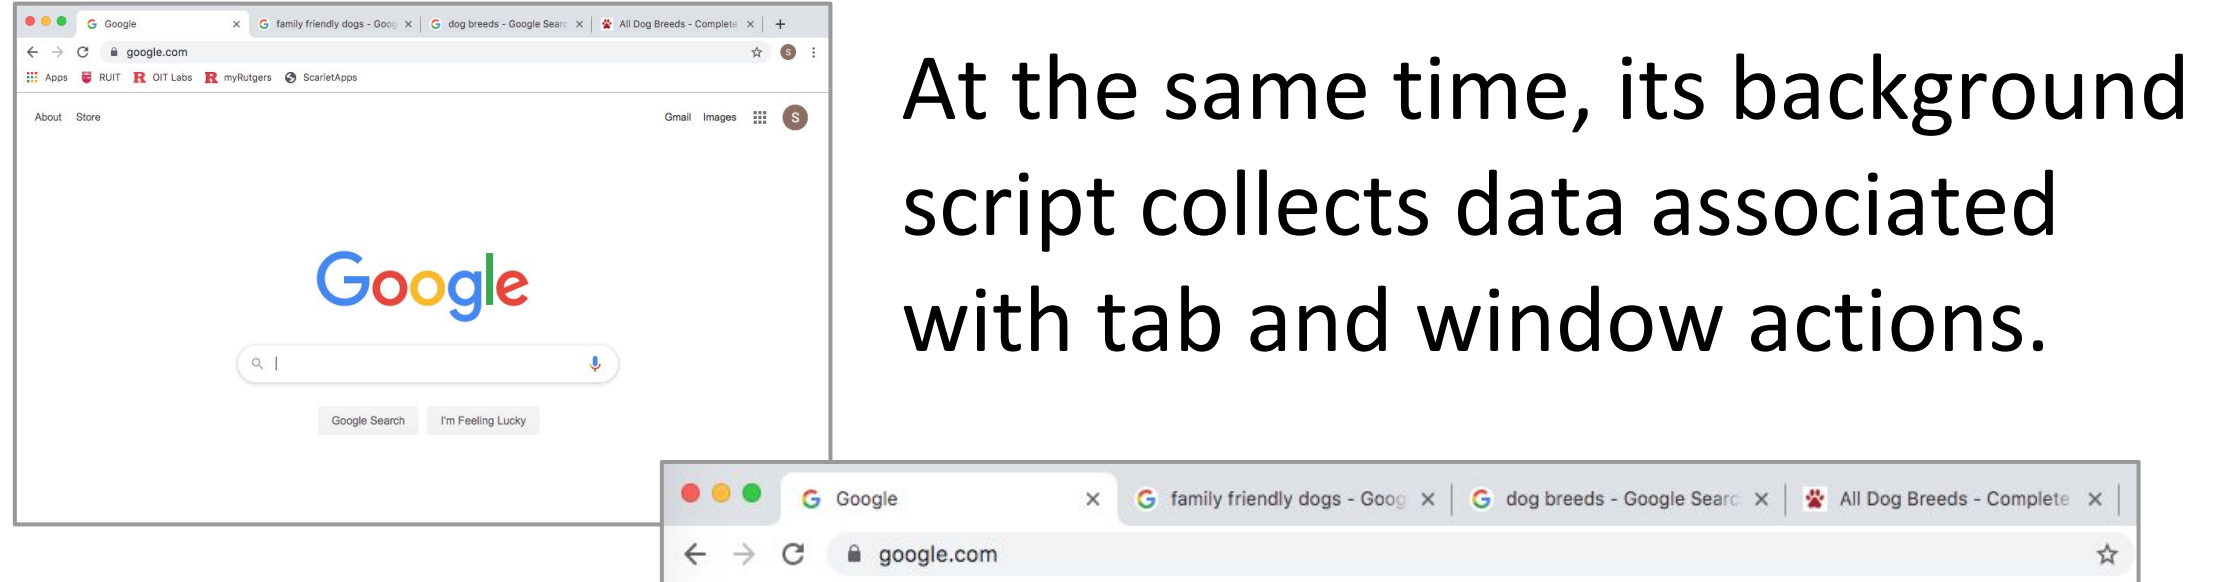 Google
family friendly dogs - Goog
dog breeds - Google Searc
All Dog Breeds - Complete
google.com
S
Apps
RUIT
R OIT Labs
R myRutgers
ScarletApps
About Store
Gmail Images
S
Google
Google Search
I'm Feeling Lucky
At the same time, its background
script collects data associated
with tab and window actions.
G Google
G family friendly dogs - Goog
G dog breeds - Google Searc
All Dog Breeds - Complete
google.com